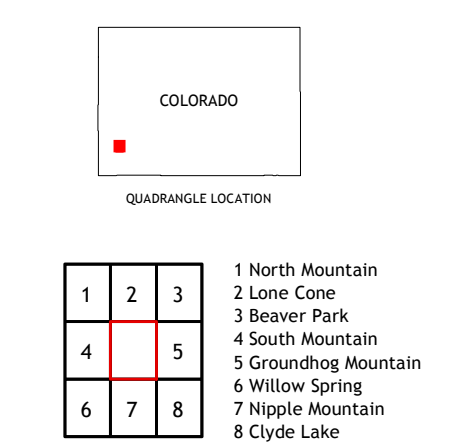 COLORADO
QUADRANGLE LOCATION
1 2 3
4 5
6 7 8
1 North Mountain
2 Lone Cone
3 Beaver Park
4 South Mountain
5 Groundhog Mountain
6 Willow Spring
7 Nipple Mountain
8 Clyde Lake